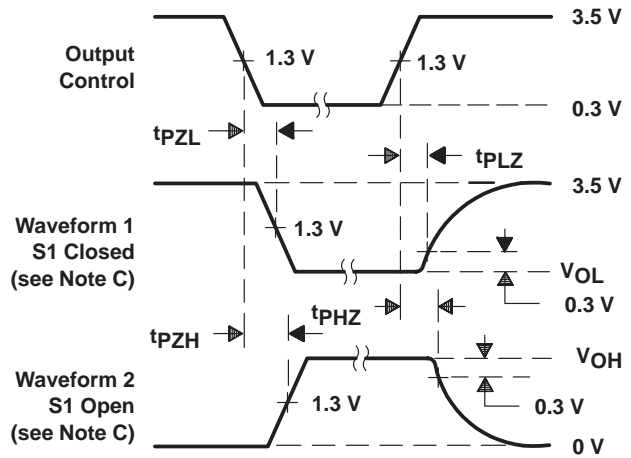 3.5 V
Output
Control
1.3 V
1.3 V
0.3 V
tPZL
tPLZ
3.5 V
Waveform 1
S1 Closed
(see Note C)
1.3 V
VOL
0.3 V
tPHZ
tPZH
VOH
Waveform 2
S1 Open
(see Note C)
1.3 V
0.3 V
0 V